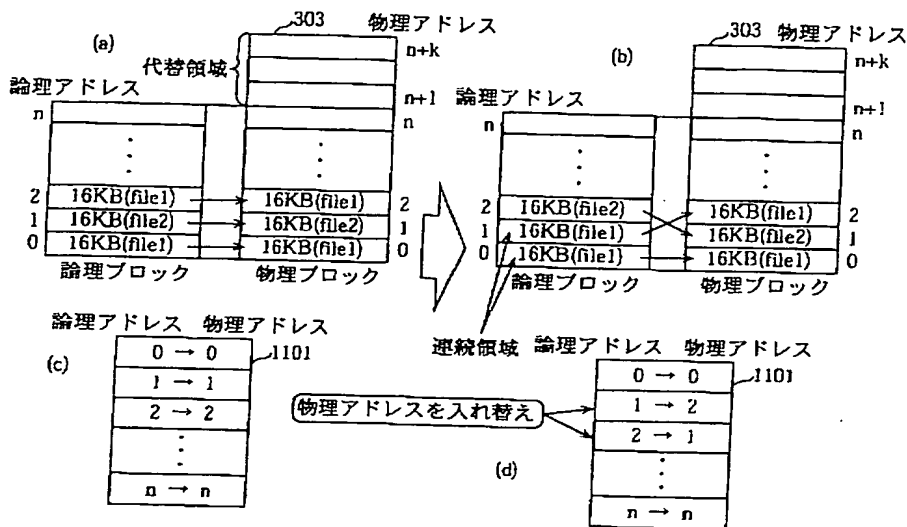 (a)
303 物理アドレス
n+k
代替領域
n+1
n
論理アドレス
n
2 16KB(file1) → 16KB(file1) 2
1 16KB(file2) → 16KB(file2) 1
0 16KB(file1) → 16KB(file1) 0
論理ブロック 物理ブロック
(b)
303 物理アドレス
n+k
n+1
n
論理アドレス
n
2 16KB(file2) 16KB(file1) 2
1 16KB(file1) 16KB(file2) 1
0 16KB(file1) → 16KB(file1) 0
論理ブロック 物理ブロック
連続領域
(c)
論理アドレス 物理アドレス
1101
0 → 0
1 → 1
2 → 2
n → n
(d)
論理アドレス 物理アドレス
1101
0 → 0
1 → 2
2 → 1
n → n
物理アドレスを入れ替え